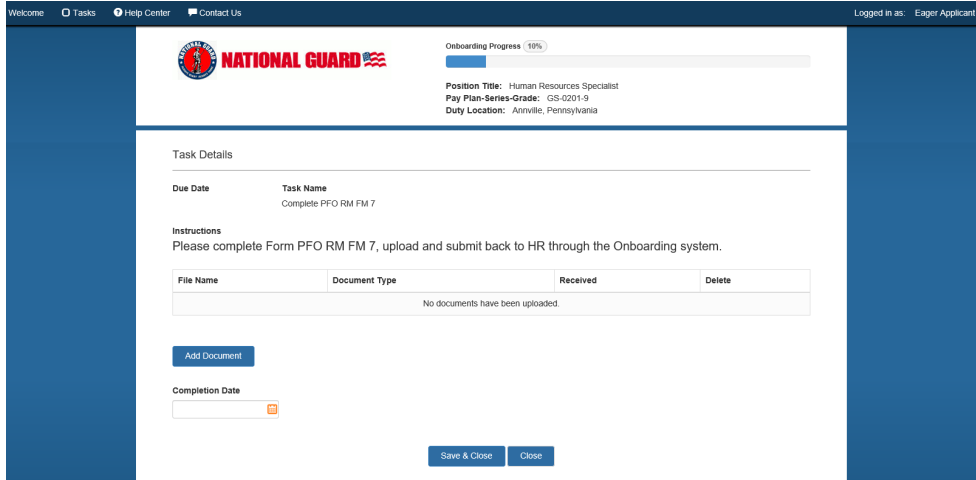 Welcome Tasks Help Center Contact Us Logged in as: Eager Applicant
NATIONAL GUARD
Onboarding Progress 10%
Position Title: Human Resources Specialist
Pay Plan-Series-Grade: GS-0201-9
Duty Location: Annville, Pennsylvania
Task Details
Due Date Task Name
Complete PFO RM FM 7
Instructions
Please complete Form PFO RM FM 7, upload and submit back to HR through the Onboarding system.
File Name Document Type Received Delete
No documents have been uploaded.
Add Document
Completion Date
Save & Close Close